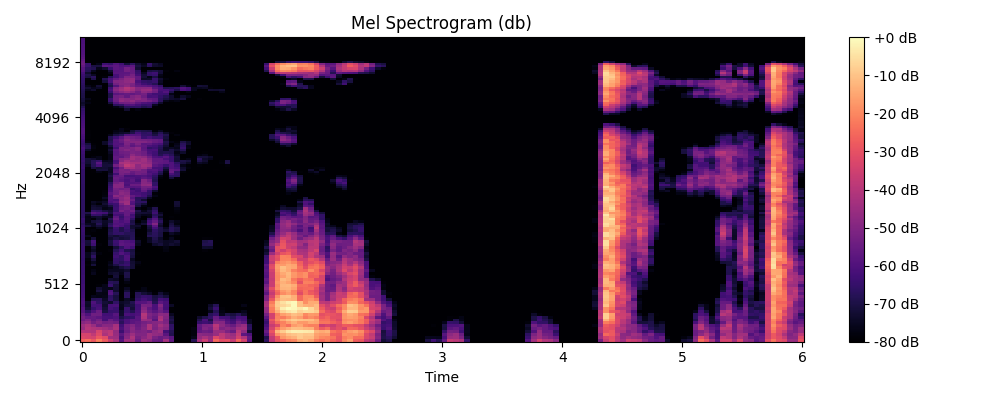 Mel Spectrogram (db)
8192
4096
2048
1024
512
0
Hz
0 1 2 3 4 5 6
Time
+0 dB
-10 dB
-20 dB
-30 dB
-40 dB
-50 dB
-60 dB
-70 dB
-80 dB